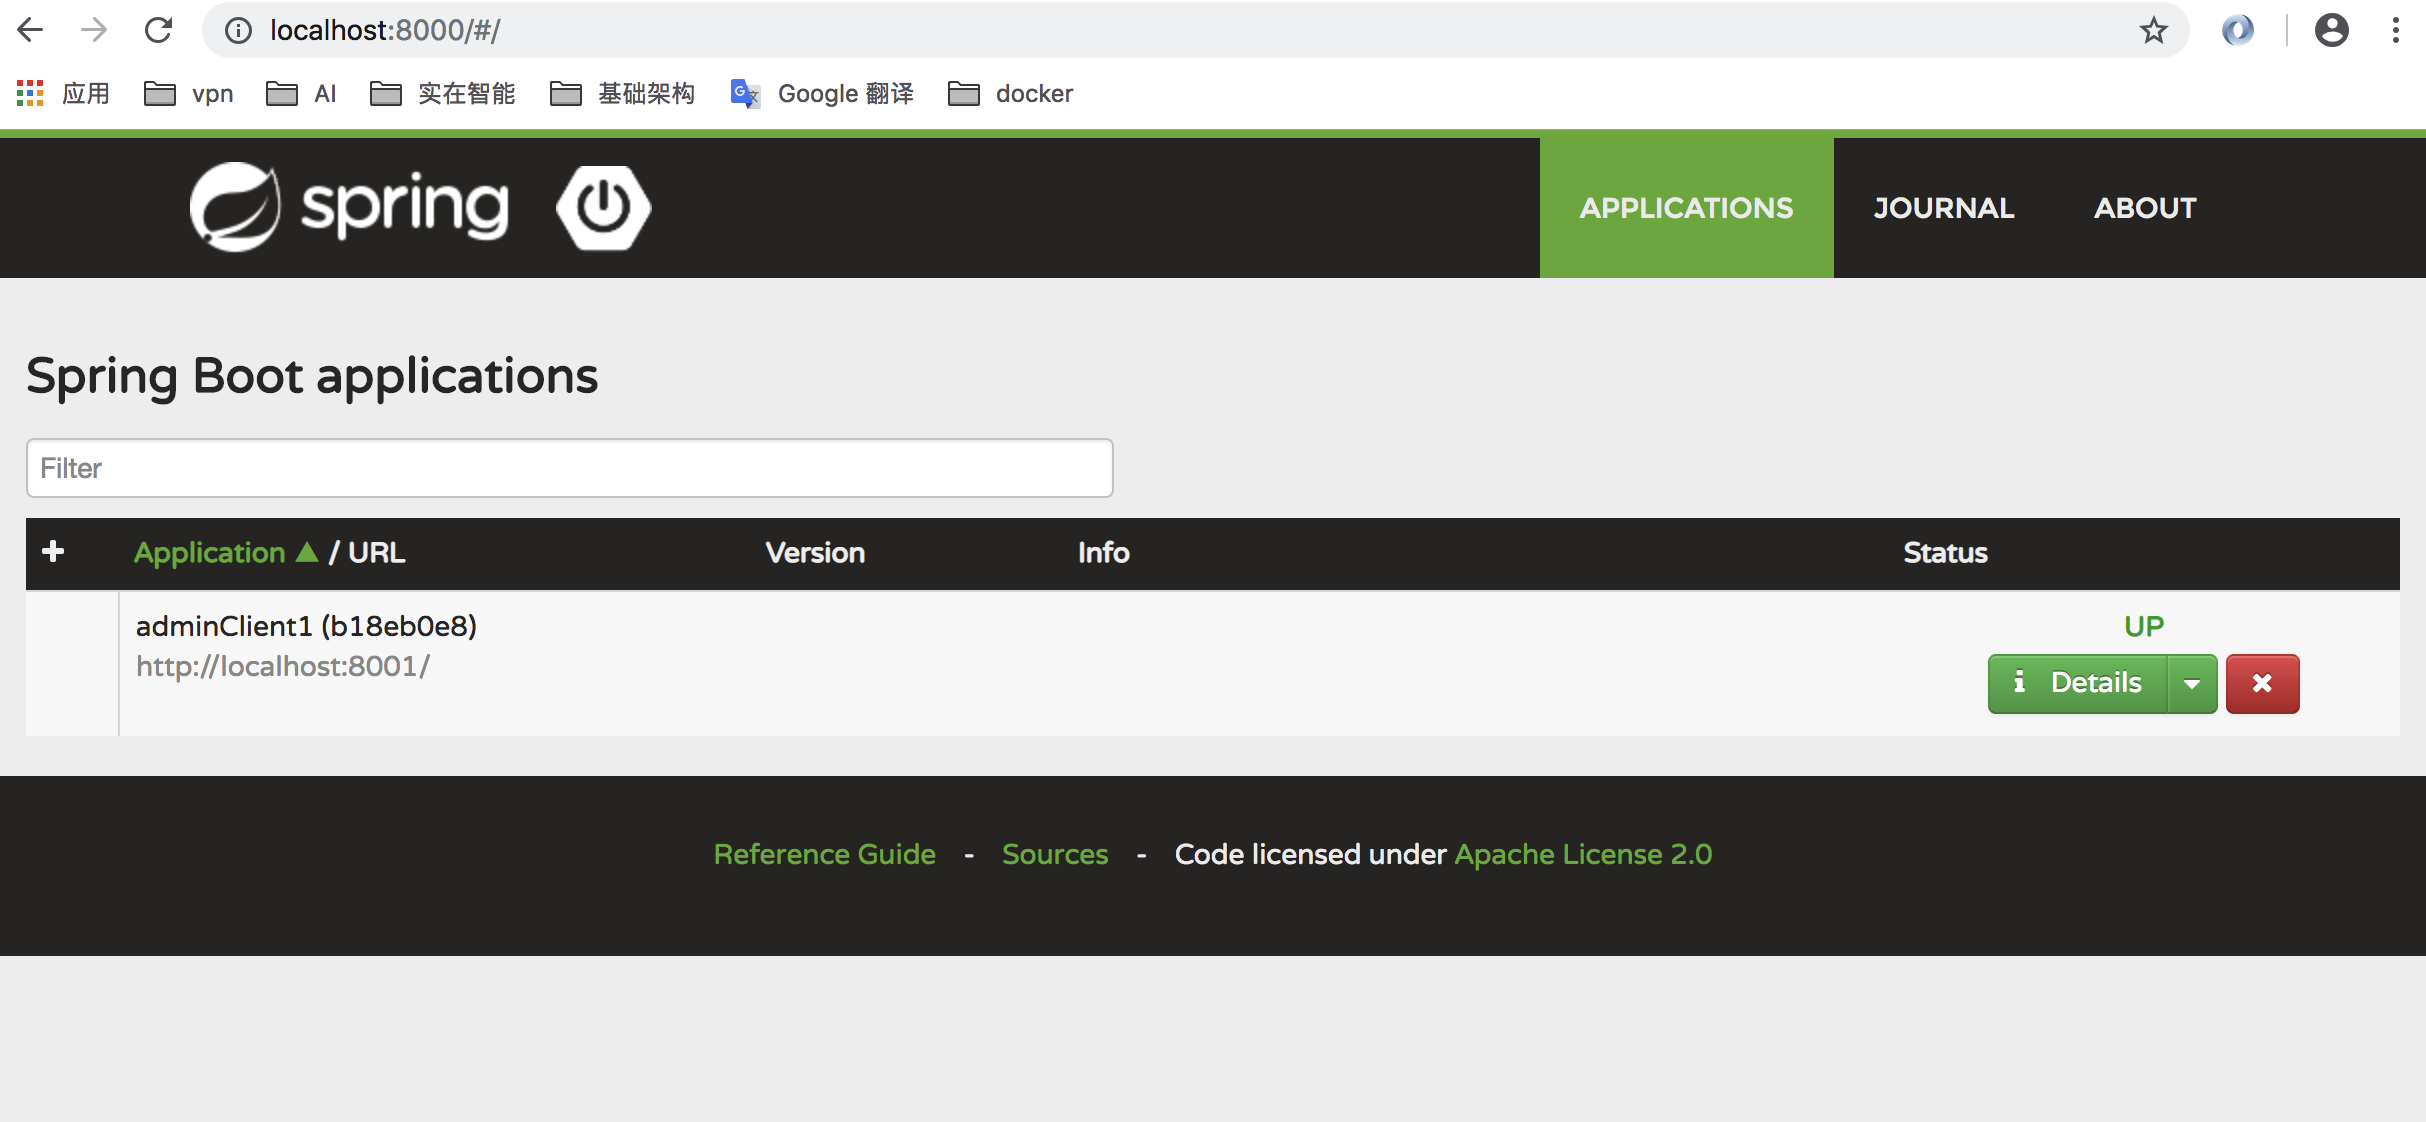 localhost:8000/#/
应用 vpn AI 实在智能 基础架构 Google 翻译 docker
spring APPLICATIONS JOURNAL ABOUT
Spring Boot applications
Filter
Application / URL Version Info Status
adminClient1 (b18eb0e8) UP
http://localhost:8001/ Details
Reference Guide - Sources - Code licensed under Apache License 2.0